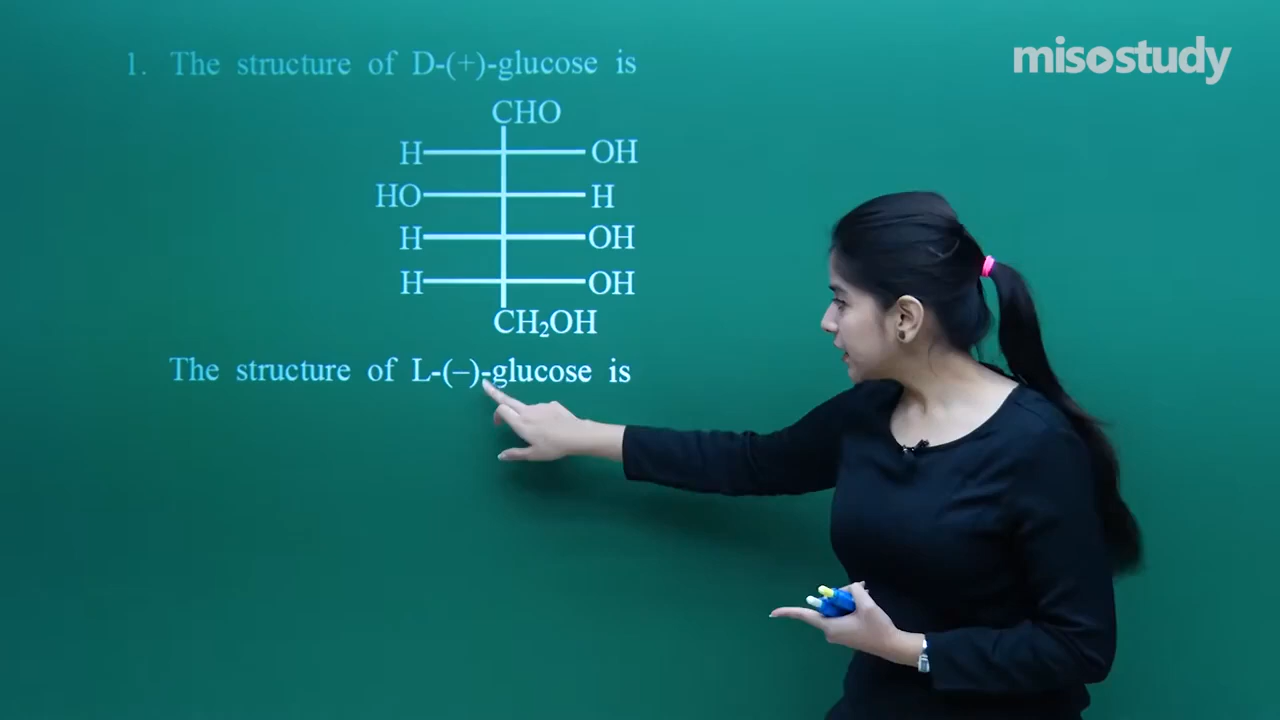 misostudy
1. The structure of D-(+)-glucose is
CHO
H OH
HO H
H OH
H OH
CH₂OH
The structure of L-(–)-glucose is